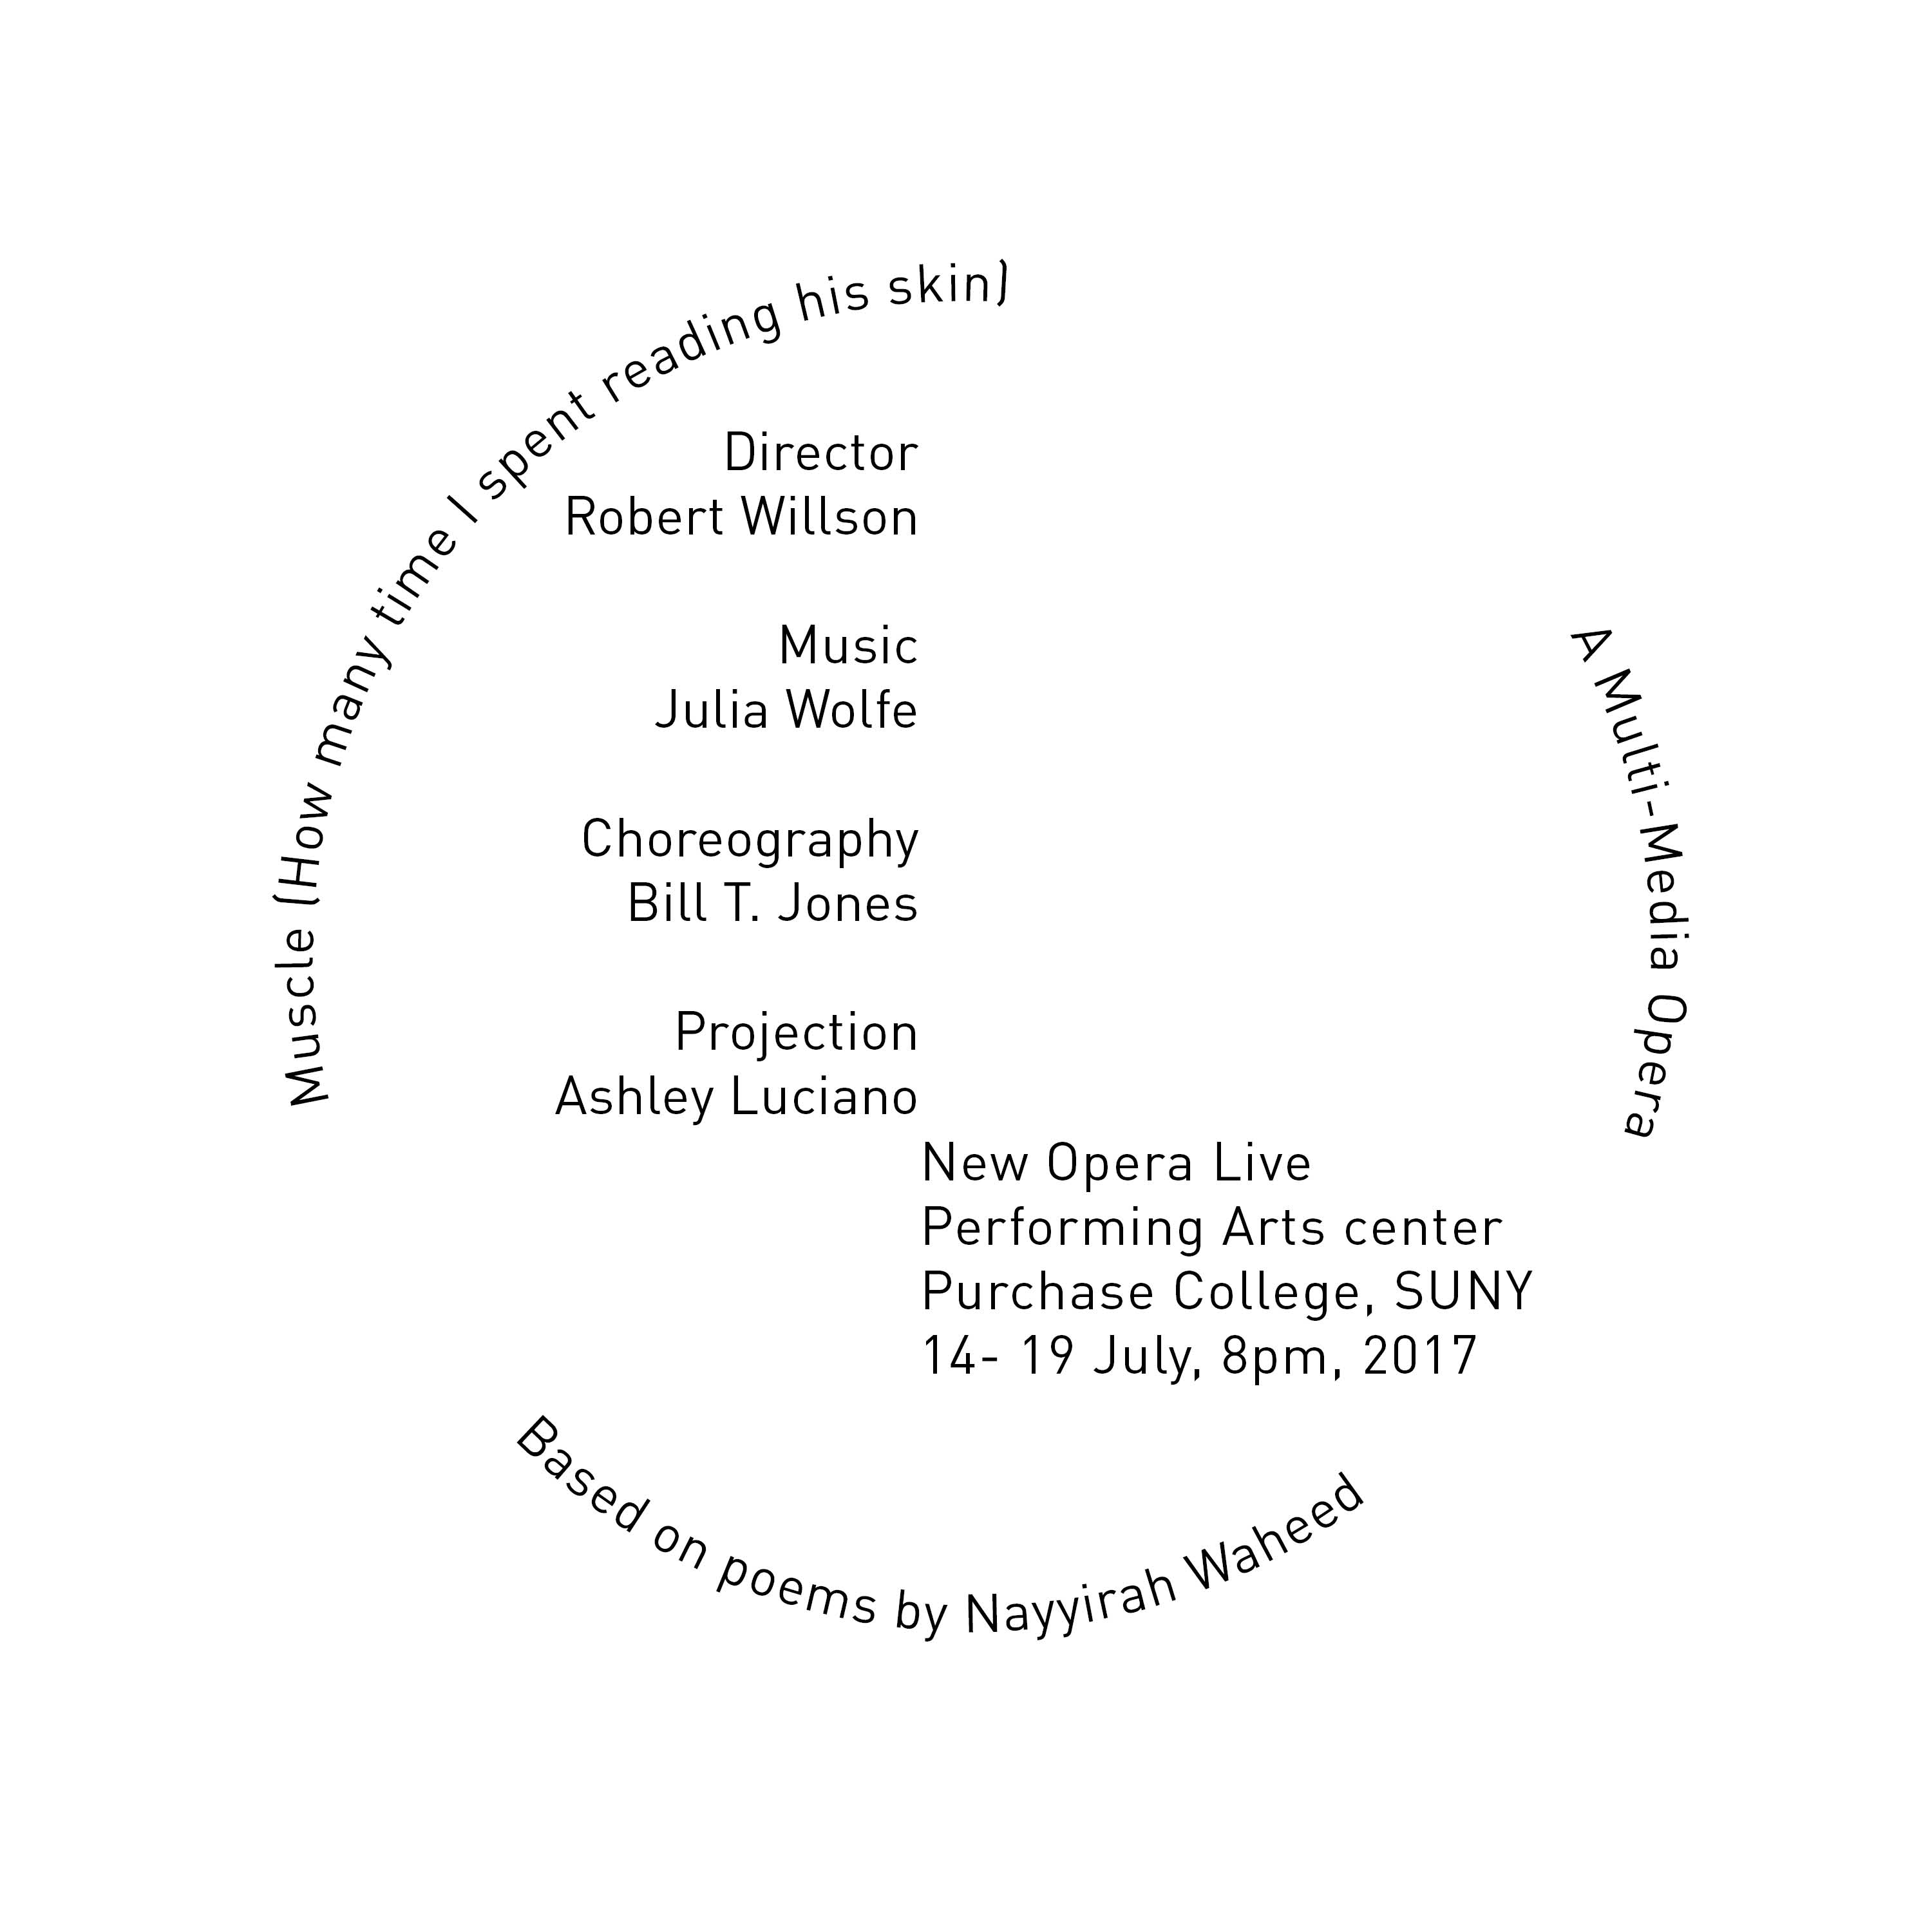 Muscle (How many time I spent reading his skin)
Director
Robert Willson
Music
Julia Wolfe
Choreography
Bill T. Jones
Projection
Ashley Luciano
A Multi-Media Opera
New Opera Live
Performing Arts center
Purchase College, SUNY
14- 19 July, 8pm, 2017
Based on poems by Nayyirah Waheed